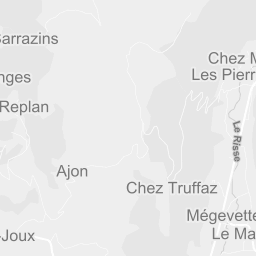 Sarrazins
Chez M
nges
Les Pierr
Replan
Le Risse
Ajon
Chez Truffaz
Mégevette
-Joux
Le Ma